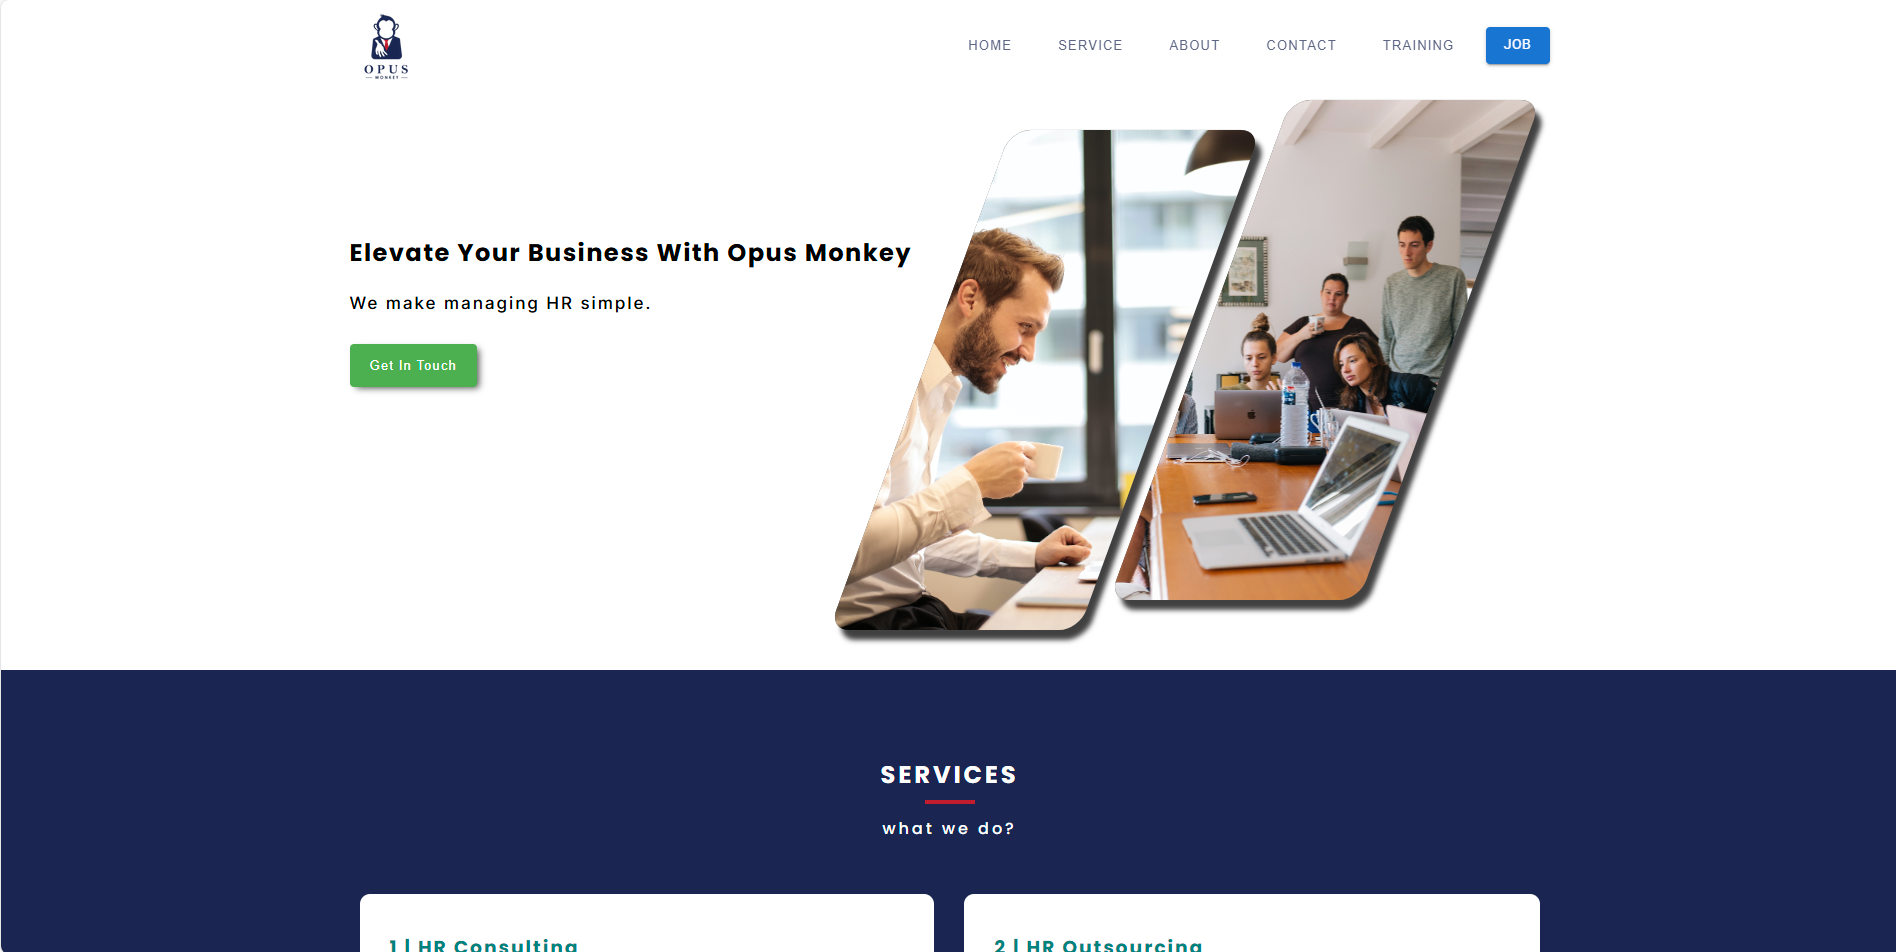 OPUS
MONKEY
HOME
SERVICE
ABOUT
CONTACT
TRAINING
JOB
Elevate Your Business With Opus Monkey
We make managing HR simple.
Get In Touch
SERVICES
what we do?
1 | HR Consulting
2 | HR Outsourcing